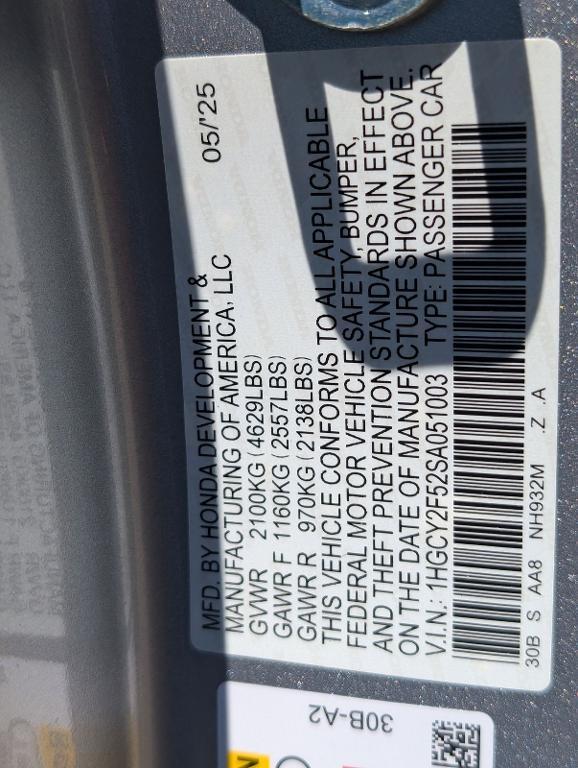 MFD. BY HONDA DEVELOPMENT &
MANUFACTURING OF AMERICA, LLC 05/'25
GVWR 2100KG (4629LBS)
GAWR F 1160KG (2557LBS)
GAWR R 970KG (2138LBS)
THIS VEHICLE CONFORMS TO ALL APPLICABLE
FEDERAL MOTOR VEHICLE SAFETY, BUMPER,
AND THEFT PREVENTION STANDARDS IN EFFECT
ON THE DATE OF MANUFACTURE SHOWN ABOVE.
V.I.N.: 1HGCY2F52SA051003 TYPE: PASSENGER CAR
30B S AA8 NH932M .Z .A
30B-A2